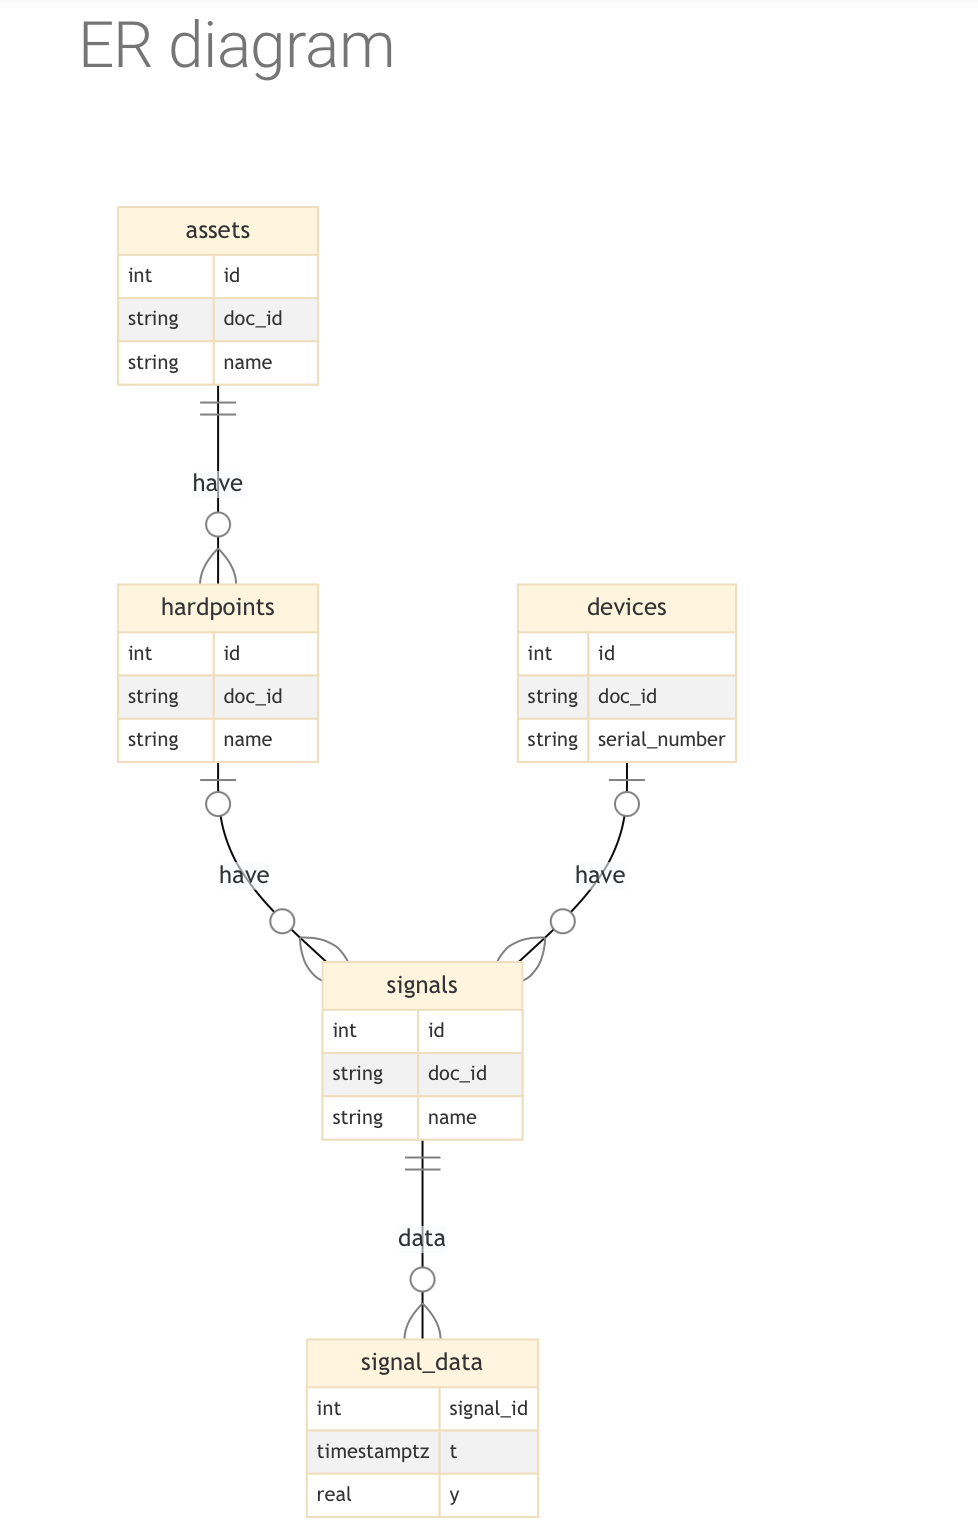 ER diagram
assets
int id
string doc_id
string name
have
hardpoints
int id
string doc_id
string name
devices
int id
string doc_id
string serial_number
have
have
signals
int id
string doc_id
string name
data
signal_data
int signal_id
timestamptz t
real y